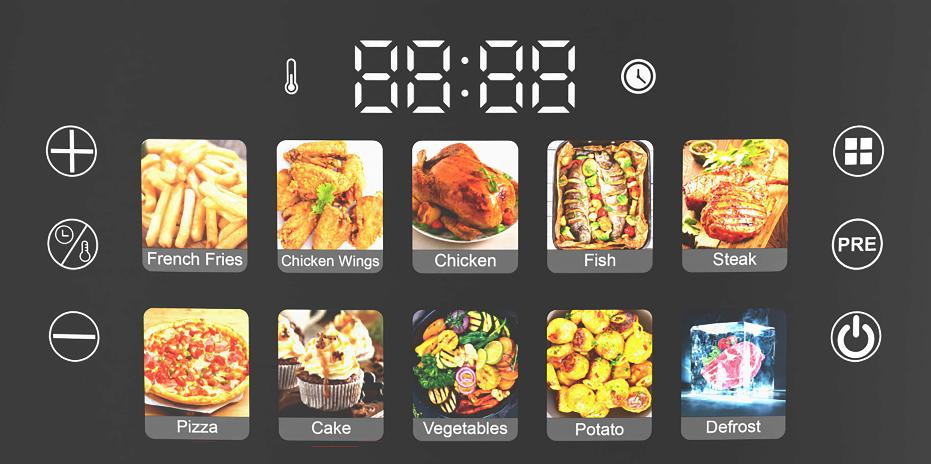 88:88
French Fries
Chicken Wings
Chicken
Fish
Steak
PRE
Pizza
Cake
Vegetables
Potato
Defrost